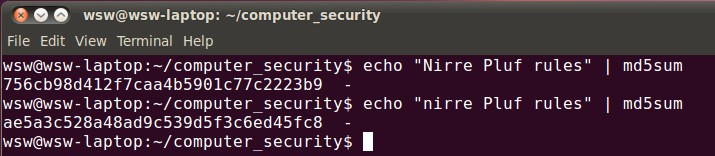 wsw@wsw-laptop: ~/computer_security
File Edit View Terminal Help
wsw@wsw-laptop:~/computer_security$ echo "Nirre Pluf rules" | md5sum
756cb98d412f7caa4b5901c77c2223b9  -
wsw@wsw-laptop:~/computer_security$ echo "nirre Pluf rules" | md5sum
ae5a3c528a48ad9c539d5f3c6ed45fc8  -
wsw@wsw-laptop:~/computer_security$